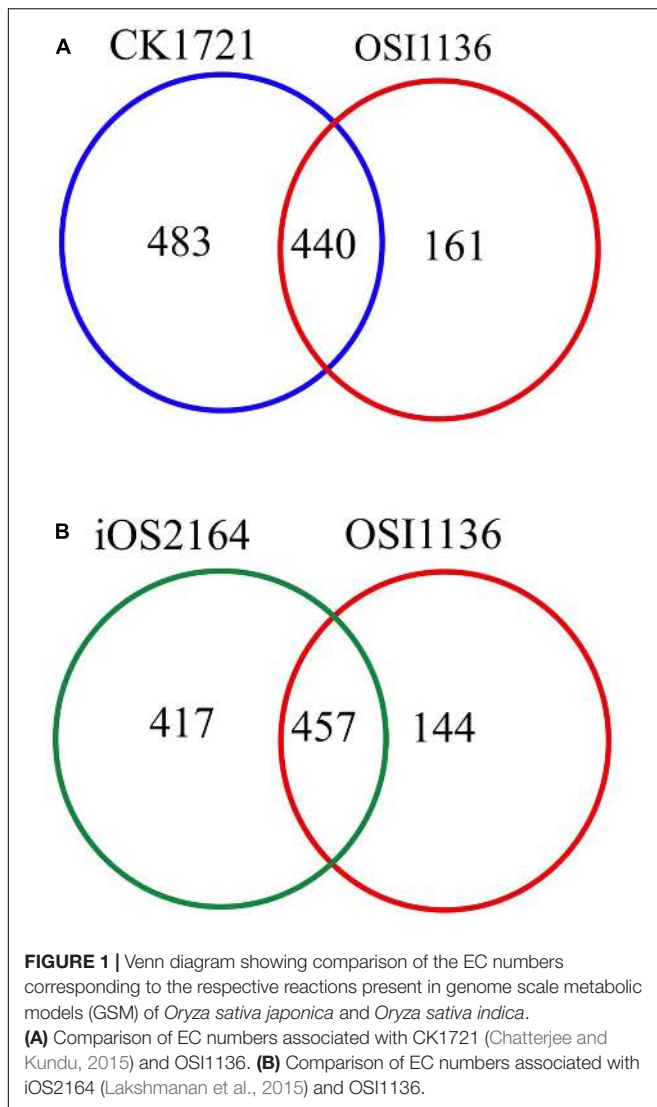 A
CK1721 OSI1136
483 440 161
B
iOS2164 OSI1136
417 457 144
FIGURE 1 | Venn diagram showing comparison of the EC numbers
corresponding to the respective reactions present in genome scale metabolic
models (GSM) of Oryza sativa japonica and Oryza sativa indica.
(A) Comparison of EC numbers associated with CK1721 (Chatterjee and
Kundu, 2015) and OSI1136. (B) Comparison of EC numbers associated with
iOS2164 (Lakshmanan et al., 2015) and OSI1136.